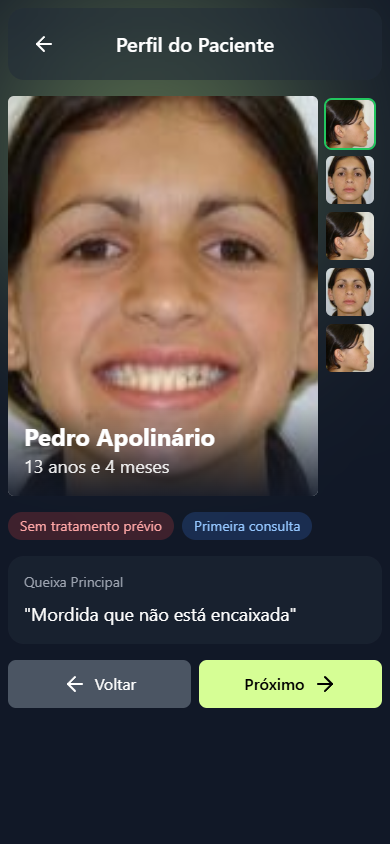 Perfil do Paciente
Pedro Apolinário
13 anos e 4 meses
Sem tratamento prévio
Primeira consulta
Queixa Principal
"Mordida que não está encaixada"
Voltar
Próximo